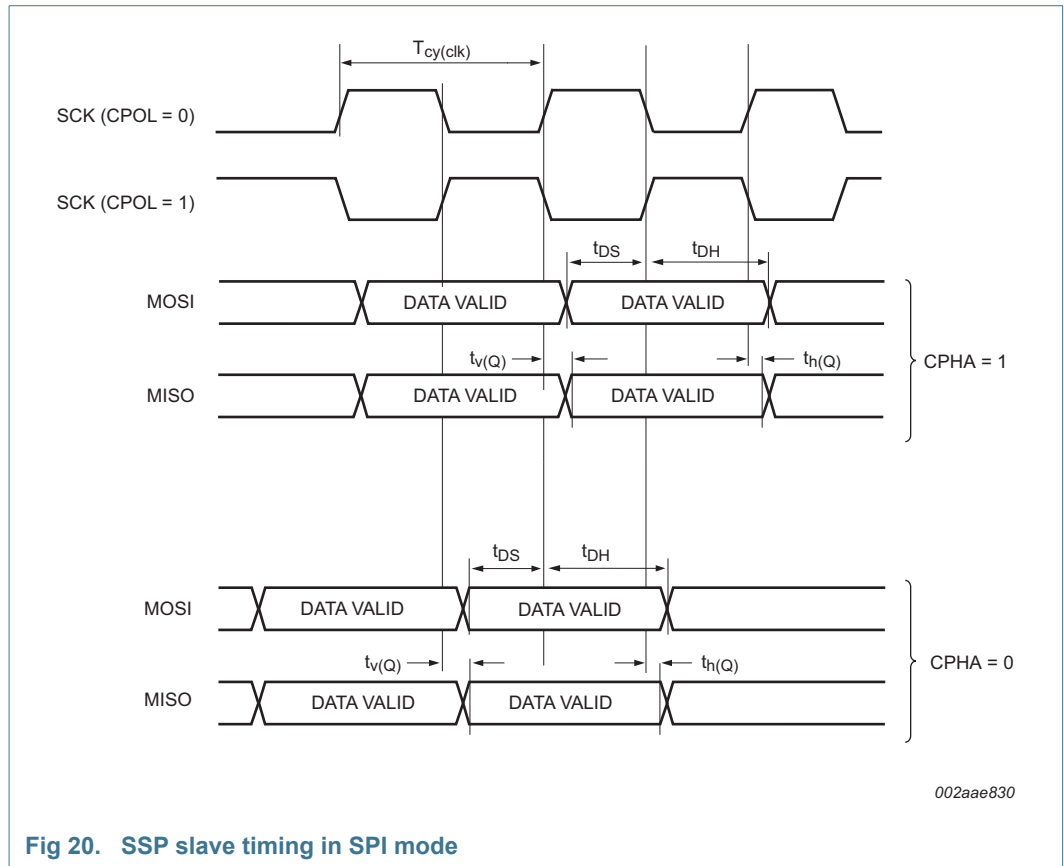 Tcy(clk)
SCK (CPOL = 0)
SCK (CPOL = 1)
tDS tDH
MOSI DATA VALID DATA VALID
tv(Q) th(Q)
CPHA = 1
MISO DATA VALID DATA VALID
tDS tDH
MOSI DATA VALID DATA VALID
tv(Q) th(Q)
CPHA = 0
MISO DATA VALID DATA VALID
002aae830
Fig 20. SSP slave timing in SPI mode